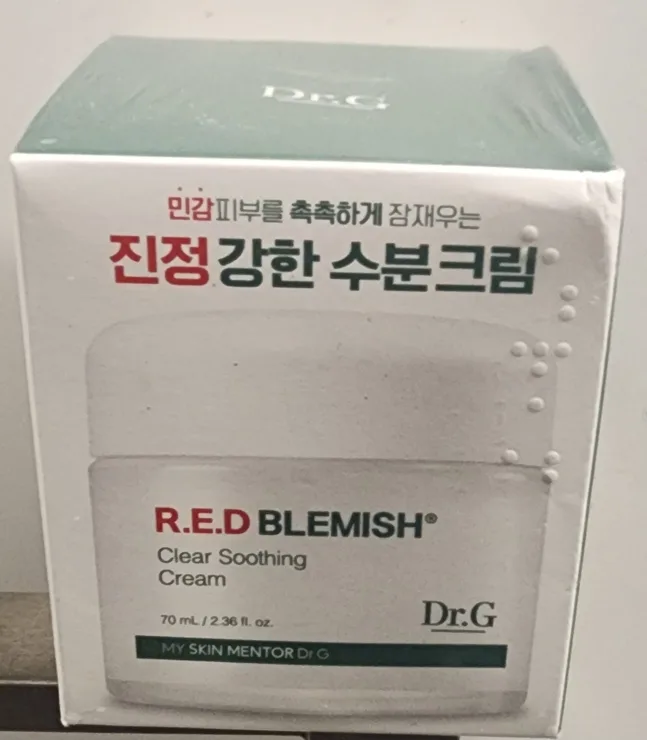 Dr.G
민감피부를 촉촉하게 잠재우는
진정 강한 수분크림
R.E.D BLEMISH®
Clear Soothing
Cream
70 mL / 2.36 fl. oz.
Dr.G
MY SKIN MENTOR Dr.G